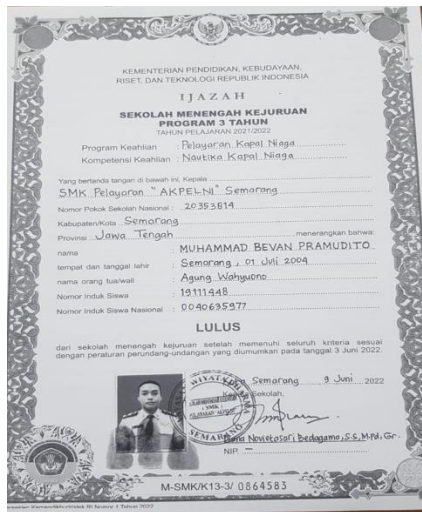 KEMENTERIAN PENDIDIKAN, KEBUDAYAAN,
RISET, DAN TEKNOLOGI REPUBLIK INDONESIA
IJAZAH
SEKOLAH MENENGAH KEJURUAN
PROGRAM 3 TAHUN
TAHUN PELAJARAN 2021/2022
Program Keahlian : Pelayaran Kapal Niaga
Kompetensi Keahlian : Nautika Kapal Niaga
Yang bertanda tangan di bawah ini, Kepala
SMK Pelayaran "AKPELNI" Semarang
Nomor Pokok Sekolah Nasional : 20353814
Kabupaten/Kota Semarang
Provinsi Jawa Tengah menerangkan bahwa:
nama : MUHAMMAD BEVAN PRAMUDITO
tempat dan tanggal lahir : Semarang, 01 Juli 2004
nama orang tua/wali : Agung Wahyuono
Nomor Induk Siswa : 19111448
Nomor Induk Siswa Nasional : 0040635977
LULUS
dari sekolah menengah kejuruan setelah memenuhi seluruh kriteria sesuai
dengan peraturan perundang-undangan yang diumumkan pada tanggal 3 Juni 2022.
Semarang 9 Juni 2022
Kepala Sekolah,
Novietasari Bedagama, S.S, M.Pd, Gr.
NIP. —
M-SMK/K13-3/ 0864583